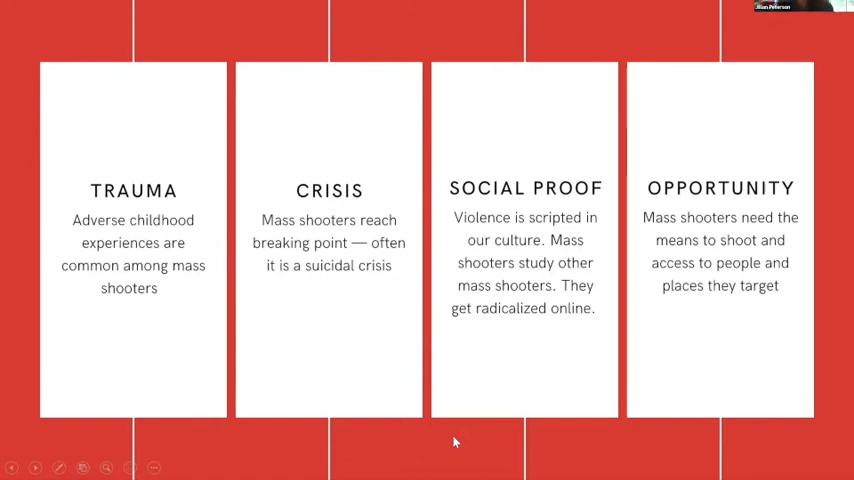 Jillian Peterson
TRAUMA
Adverse childhood
experiences are
common among mass
shooters
CRISIS
Mass shooters reach
breaking point — often
it is a suicidal crisis
SOCIAL PROOF
Violence is scripted in
our culture. Mass
shooters study other
mass shooters. They
get radicalized online.
OPPORTUNITY
Mass shooters need the
means to shoot and
access to people and
places they target